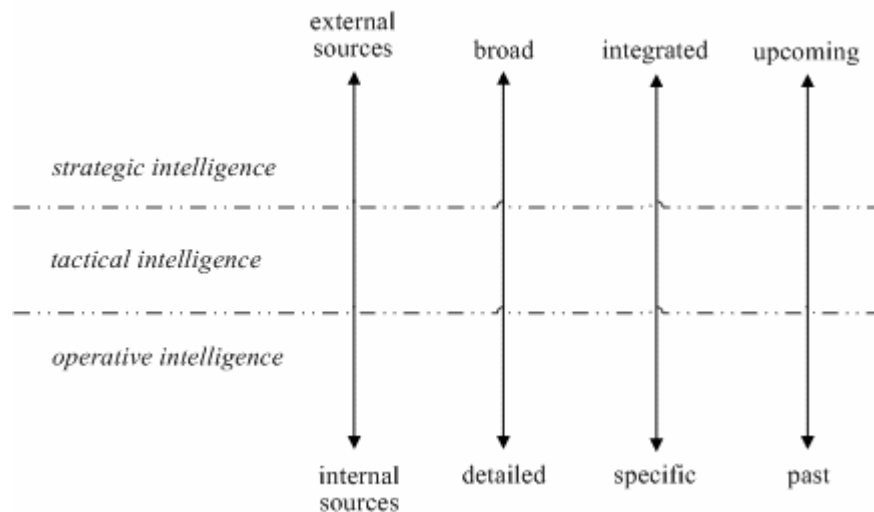 external
sources
broad
integrated
upcoming
strategic intelligence
tactical intelligence
operative intelligence
internal
sources
detailed
specific
past